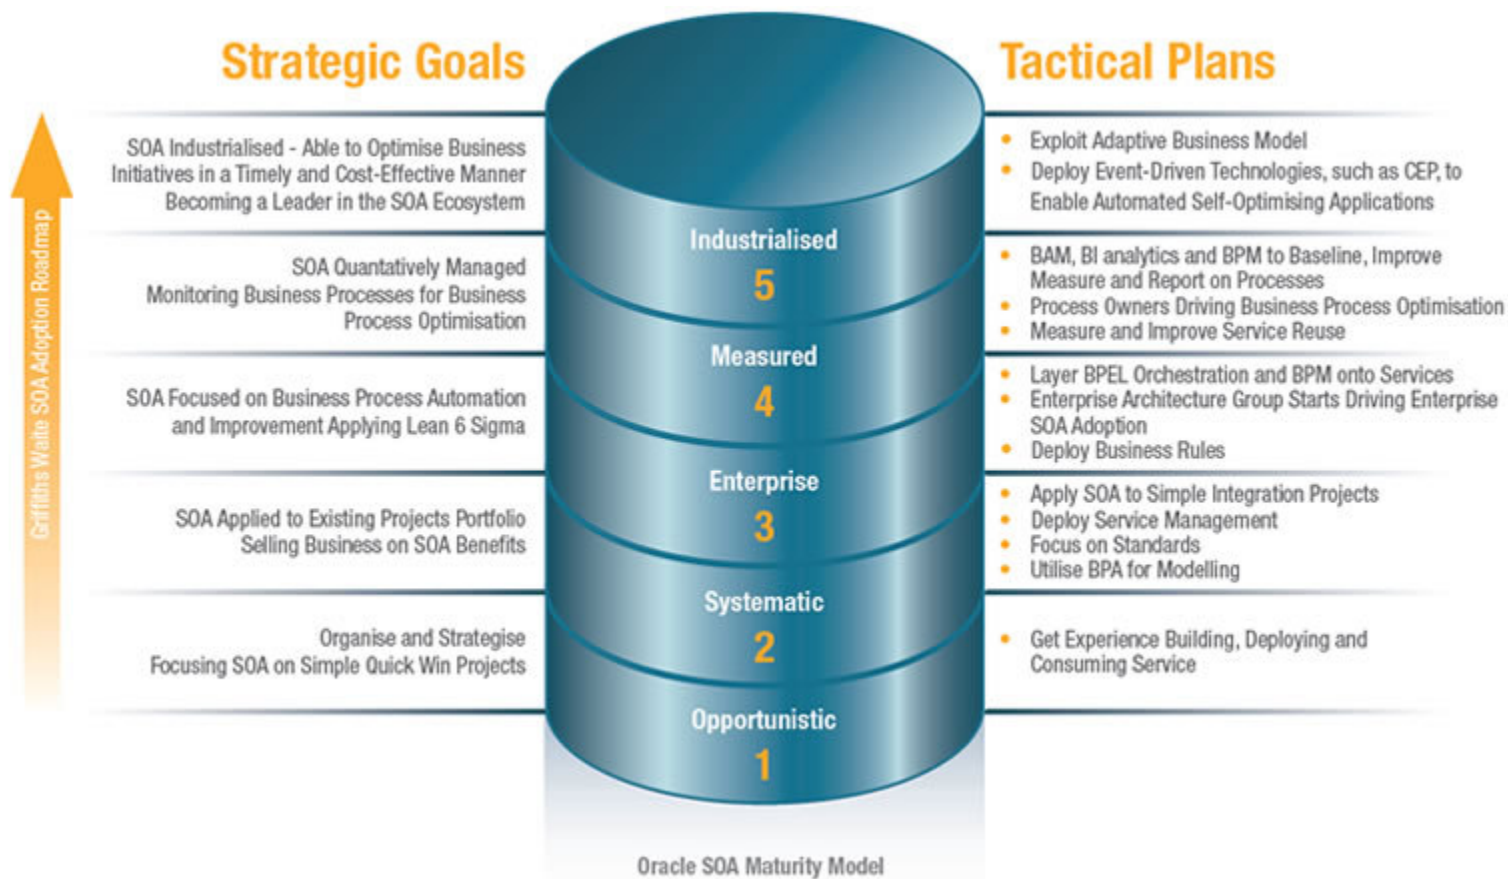 Strategic Goals
SOA Industrialised - Able to Optimise Business
Initiatives in a Timely and Cost-Effective Manner
Becoming a Leader in the SOA Ecosystem
SOA Quantatively Managed
Monitoring Business Processes for Business
Process Optimisation
SOA Focused on Business Process Automation
and Improvement Applying Lean 6 Sigma
SOA Applied to Existing Projects Portfolio
Selling Business on SOA Benefits
Organise and Strategise
Focusing SOA on Simple Quick Win Projects
Griffiths Waite SOA Adoption Roadmap
Industrialised
5
Measured
4
Enterprise
3
Systematic
2
Opportunistic
1
Tactical Plans
• Exploit Adaptive Business Model
• Deploy Event-Driven Technologies, such as CEP, to
Enable Automated Self-Optimising Applications
• BAM, BI analytics and BPM to Baseline, Improve
Measure and Report on Processes
• Process Owners Driving Business Process Optimisation
• Measure and Improve Service Reuse
• Layer BPEL Orchestration and BPM onto Services
• Enterprise Architecture Group Starts Driving Enterprise
SOA Adoption
• Deploy Business Rules
• Apply SOA to Simple Integration Projects
• Deploy Service Management
• Focus on Standards
• Utilise BPA for Modelling
• Get Experience Building, Deploying and
Consuming Service
Oracle SOA Maturity Model